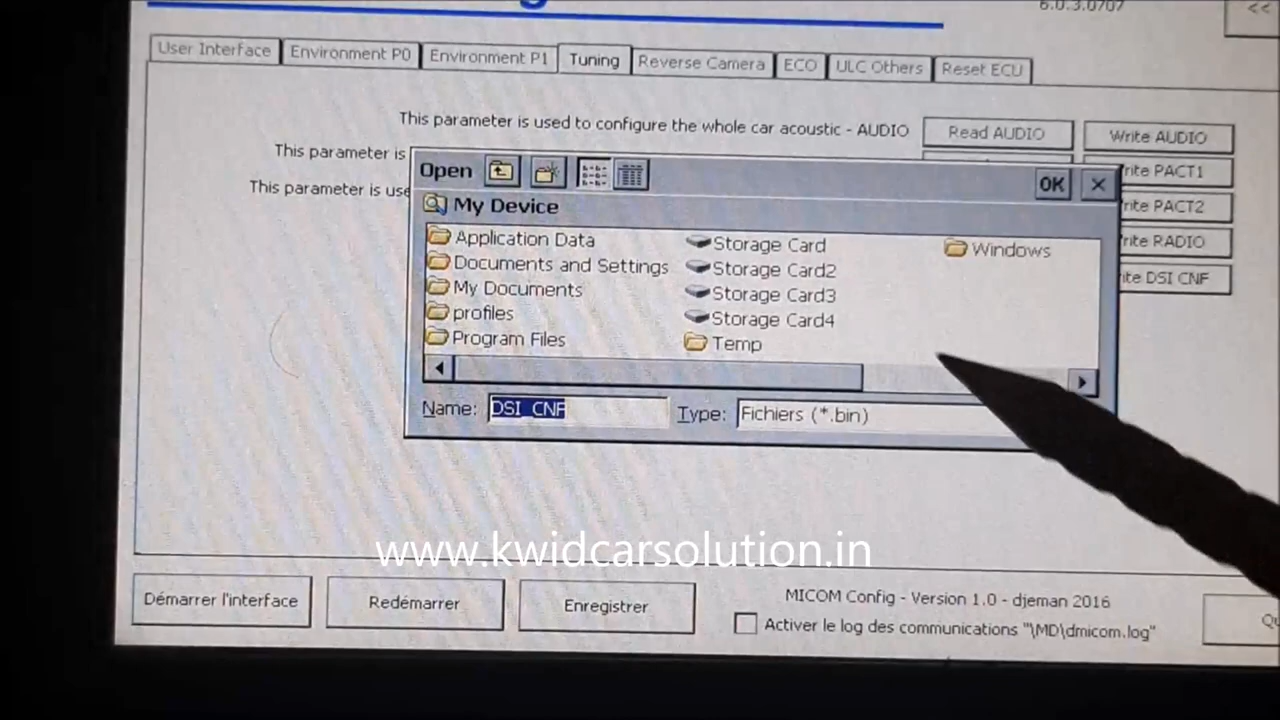 6.0.3.0707
<<
User Interface
Environment P0
Environment P1
Tuning
Reverse Camera
ECO
ULC Others
Reset ECU
This parameter is used to configure the whole car acoustic - AUDIO
Read AUDIO
Write AUDIO
This parameter is
rite PACT1
This parameter is use
rite PACT2
rite RADIO
rite DSI CNF
Open
OK
My Device
Application Data
Documents and Settings
My Documents
profiles
Program Files
Storage Card
Storage Card2
Storage Card3
Storage Card4
Temp
Windows
Name: DSI_CNF
Type: Fichiers (*.bin)
www.kwidcarsolution.in
Démarrer l'interface
Redémarrer
Enregistrer
MICOM Config - Version 1.0 - djeman 2016
Activer le log des communications "\MD\dmicom.log"
Qu